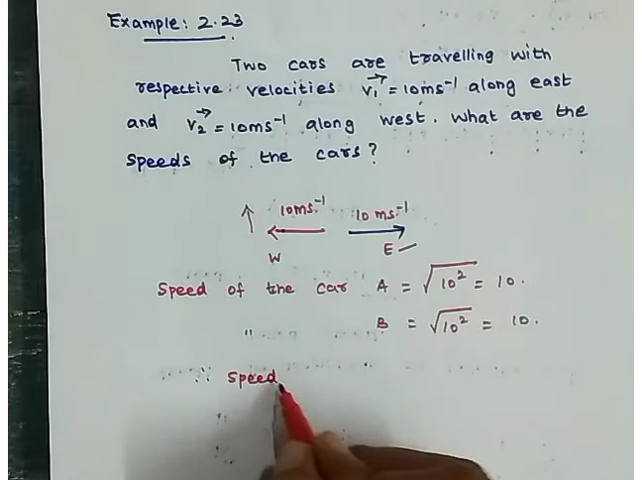 Example: 2.23
Two cars are travelling with
respective velocities v₁⃗ = 10ms⁻¹ along east
and v₂⃗ = 10ms⁻¹ along west. What are the
speeds of the cars?
10ms⁻¹ 10 ms⁻¹
W E
Speed of the car A = √10² = 10.
" B = √10² = 10.
∴ Speed